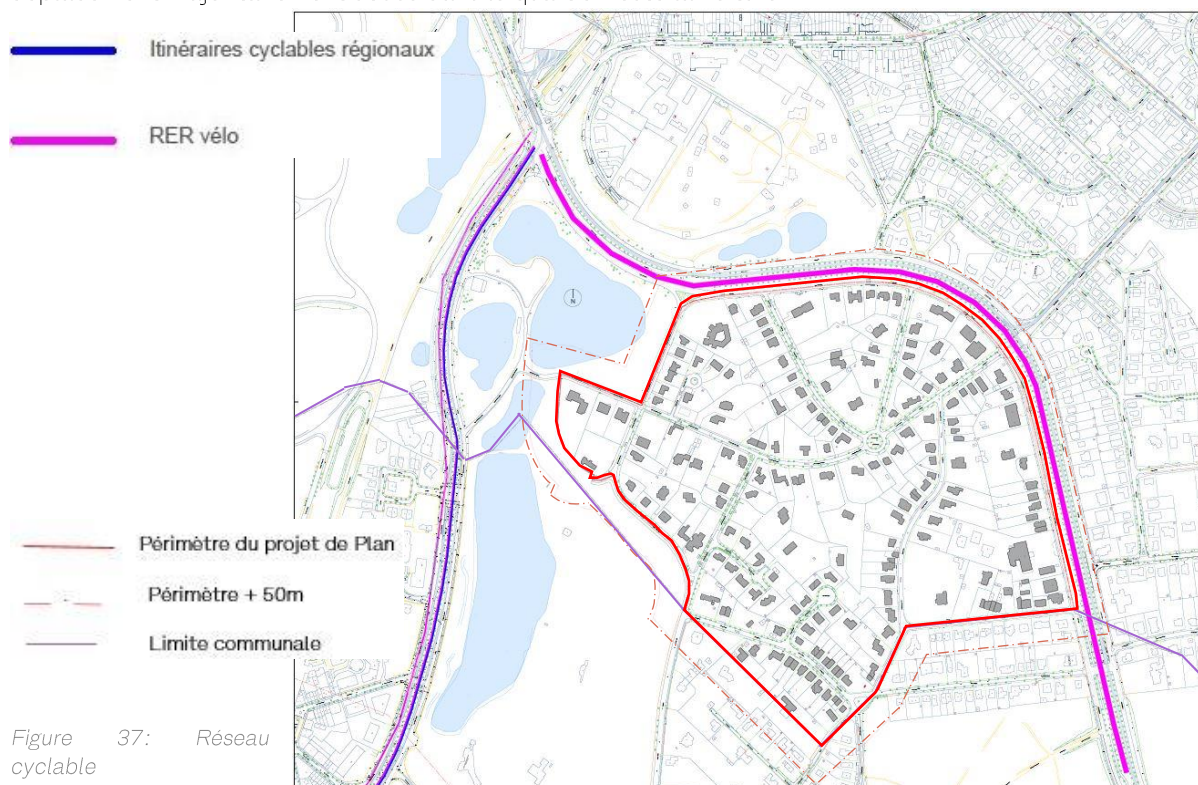 Itinéraires cyclables régionaux
RER vélo
N
Périmètre du projet de Plan
Périmètre + 50m
Limite communale
Figure 37: Réseau
cyclable